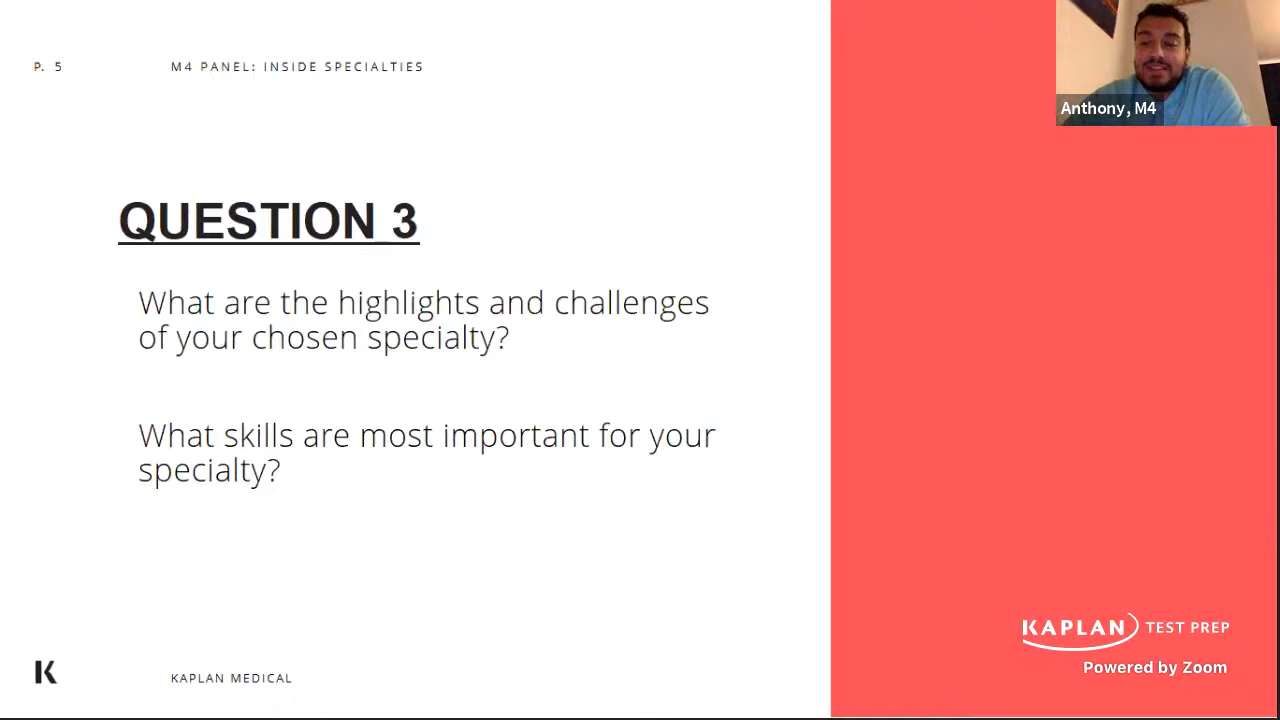 P. 5
M4 PANEL: INSIDE SPECIALTIES
Anthony, M4
QUESTION 3
What are the highlights and challenges
of your chosen specialty?
What skills are most important for your
specialty?
KAPLAN TEST PREP
Powered by Zoom
K
KAPLAN MEDICAL